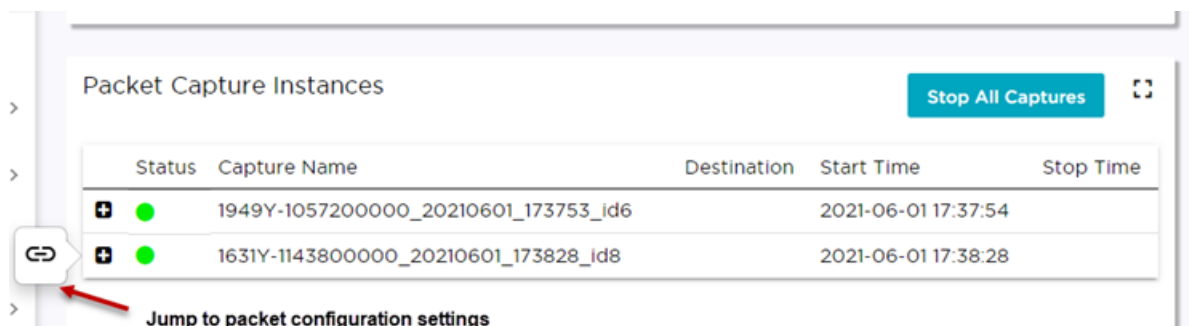 Packet Capture Instances
Stop All Captures
Status Capture Name Destination Start Time Stop Time
1949Y-1057200000_20210601_173753_id6 2021-06-01 17:37:54
1631Y-1143800000_20210601_173828_id8 2021-06-01 17:38:28
Jump to packet configuration settings